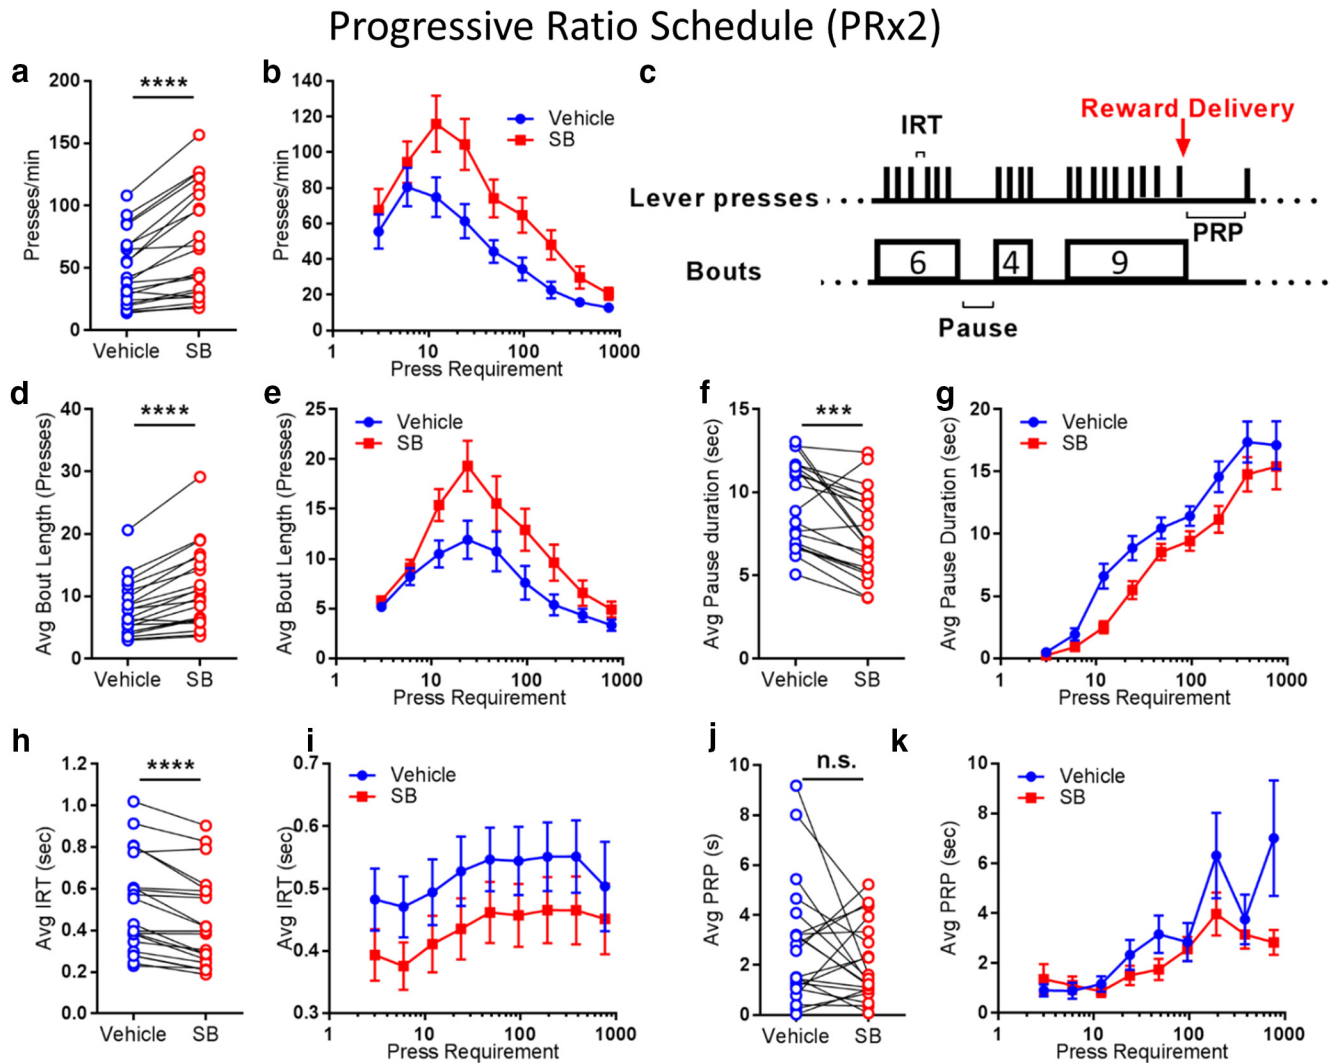 Progressive Ratio Schedule (PRx2)
a
200
150
100
50
0
Presses/min
****
Vehicle SB
b
140
120
100
80
60
40
20
0
Presses/min
Vehicle
SB
1 10 100 1000
Press Requirement
c
Reward Delivery
IRT
Lever presses
PRP
Bouts
6 4 9
Pause
d
40
30
20
10
0
Avg Bout Length (Presses)
****
Vehicle SB
e
25
20
15
10
5
0
Avg Bout Length (Presses)
Vehicle
SB
1 10 100 1000
Press Requirement
f
15
10
5
0
Avg Pause duration (sec)
***
Vehicle SB
g
20
15
10
5
0
Avg Pause Duration (sec)
Vehicle
SB
1 10 100 1000
Press Requirement
h
1.2
1.0
0.8
0.6
0.4
0.2
0.0
Avg IRT (sec)
****
Vehicle SB
i
0.7
0.6
0.5
0.4
0.3
Avg IRT (sec)
Vehicle
SB
1 10 100 1000
Press Requirement
j
10
8
6
4
2
0
Avg PRP (s)
n.s.
Vehicle SB
k
10
8
6
4
2
0
Avg PRP (sec)
Vehicle
SB
1 10 100 1000
Press Requirement